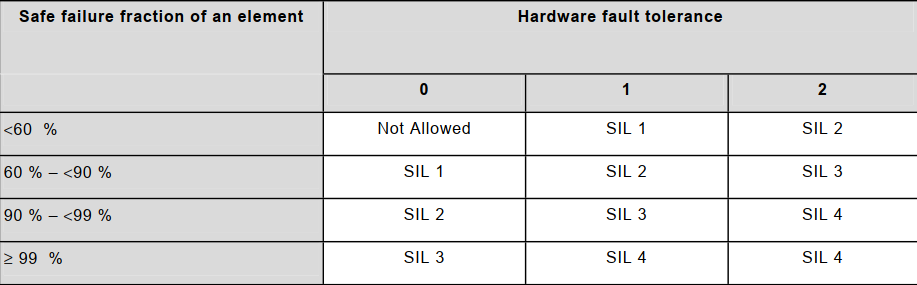 Safe failure fraction of an element Hardware fault tolerance
0 1 2
<60 % Not Allowed SIL 1 SIL 2
60 % – <90 % SIL 1 SIL 2 SIL 3
90 % – <99 % SIL 2 SIL 3 SIL 4
≥ 99 % SIL 3 SIL 4 SIL 4